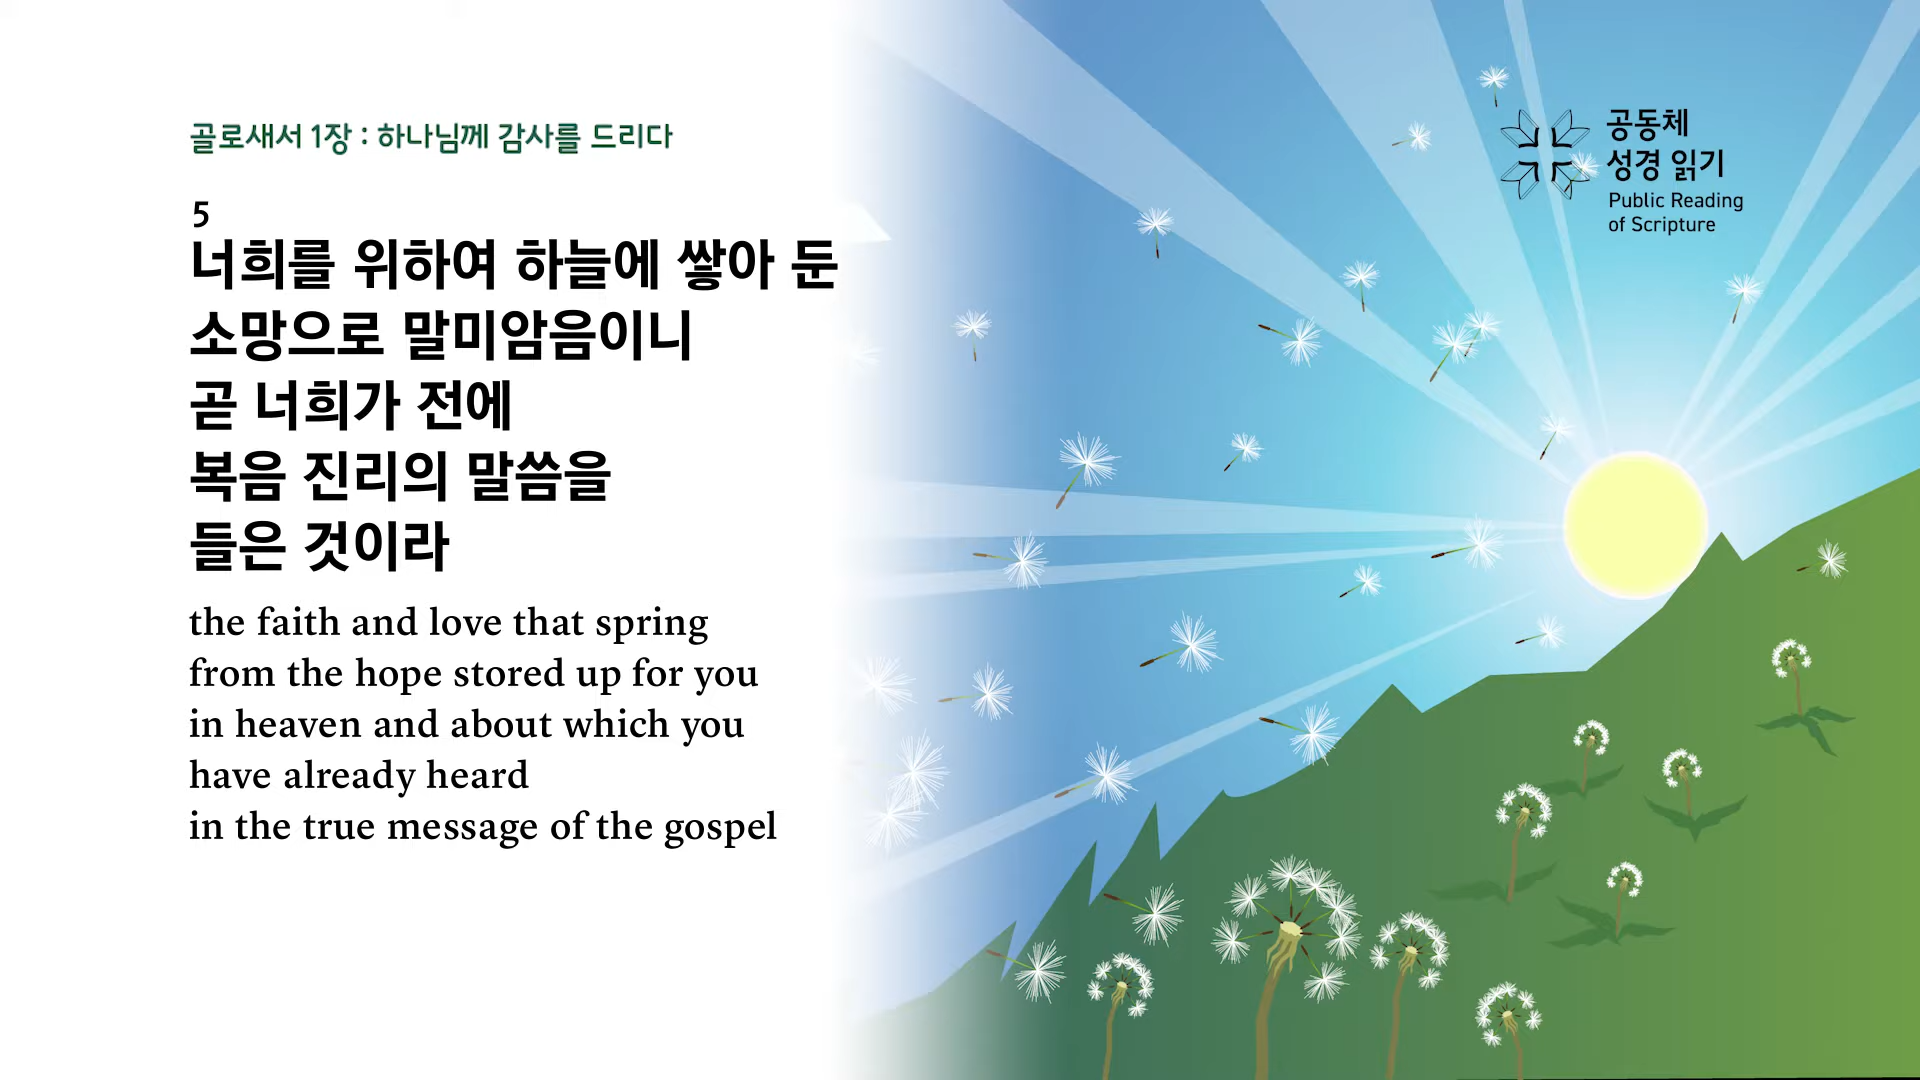 골로새서 1장 : 하나님께 감사를 드리다
5
너희를 위하여 하늘에 쌓아 둔
소망으로 말미암음이니
곧 너희가 전에
복음 진리의 말씀을
들은 것이라
the faith and love that spring
from the hope stored up for you
in heaven and about which you
have already heard
in the true message of the gospel
공동체
성경 읽기
Public Reading
of Scripture